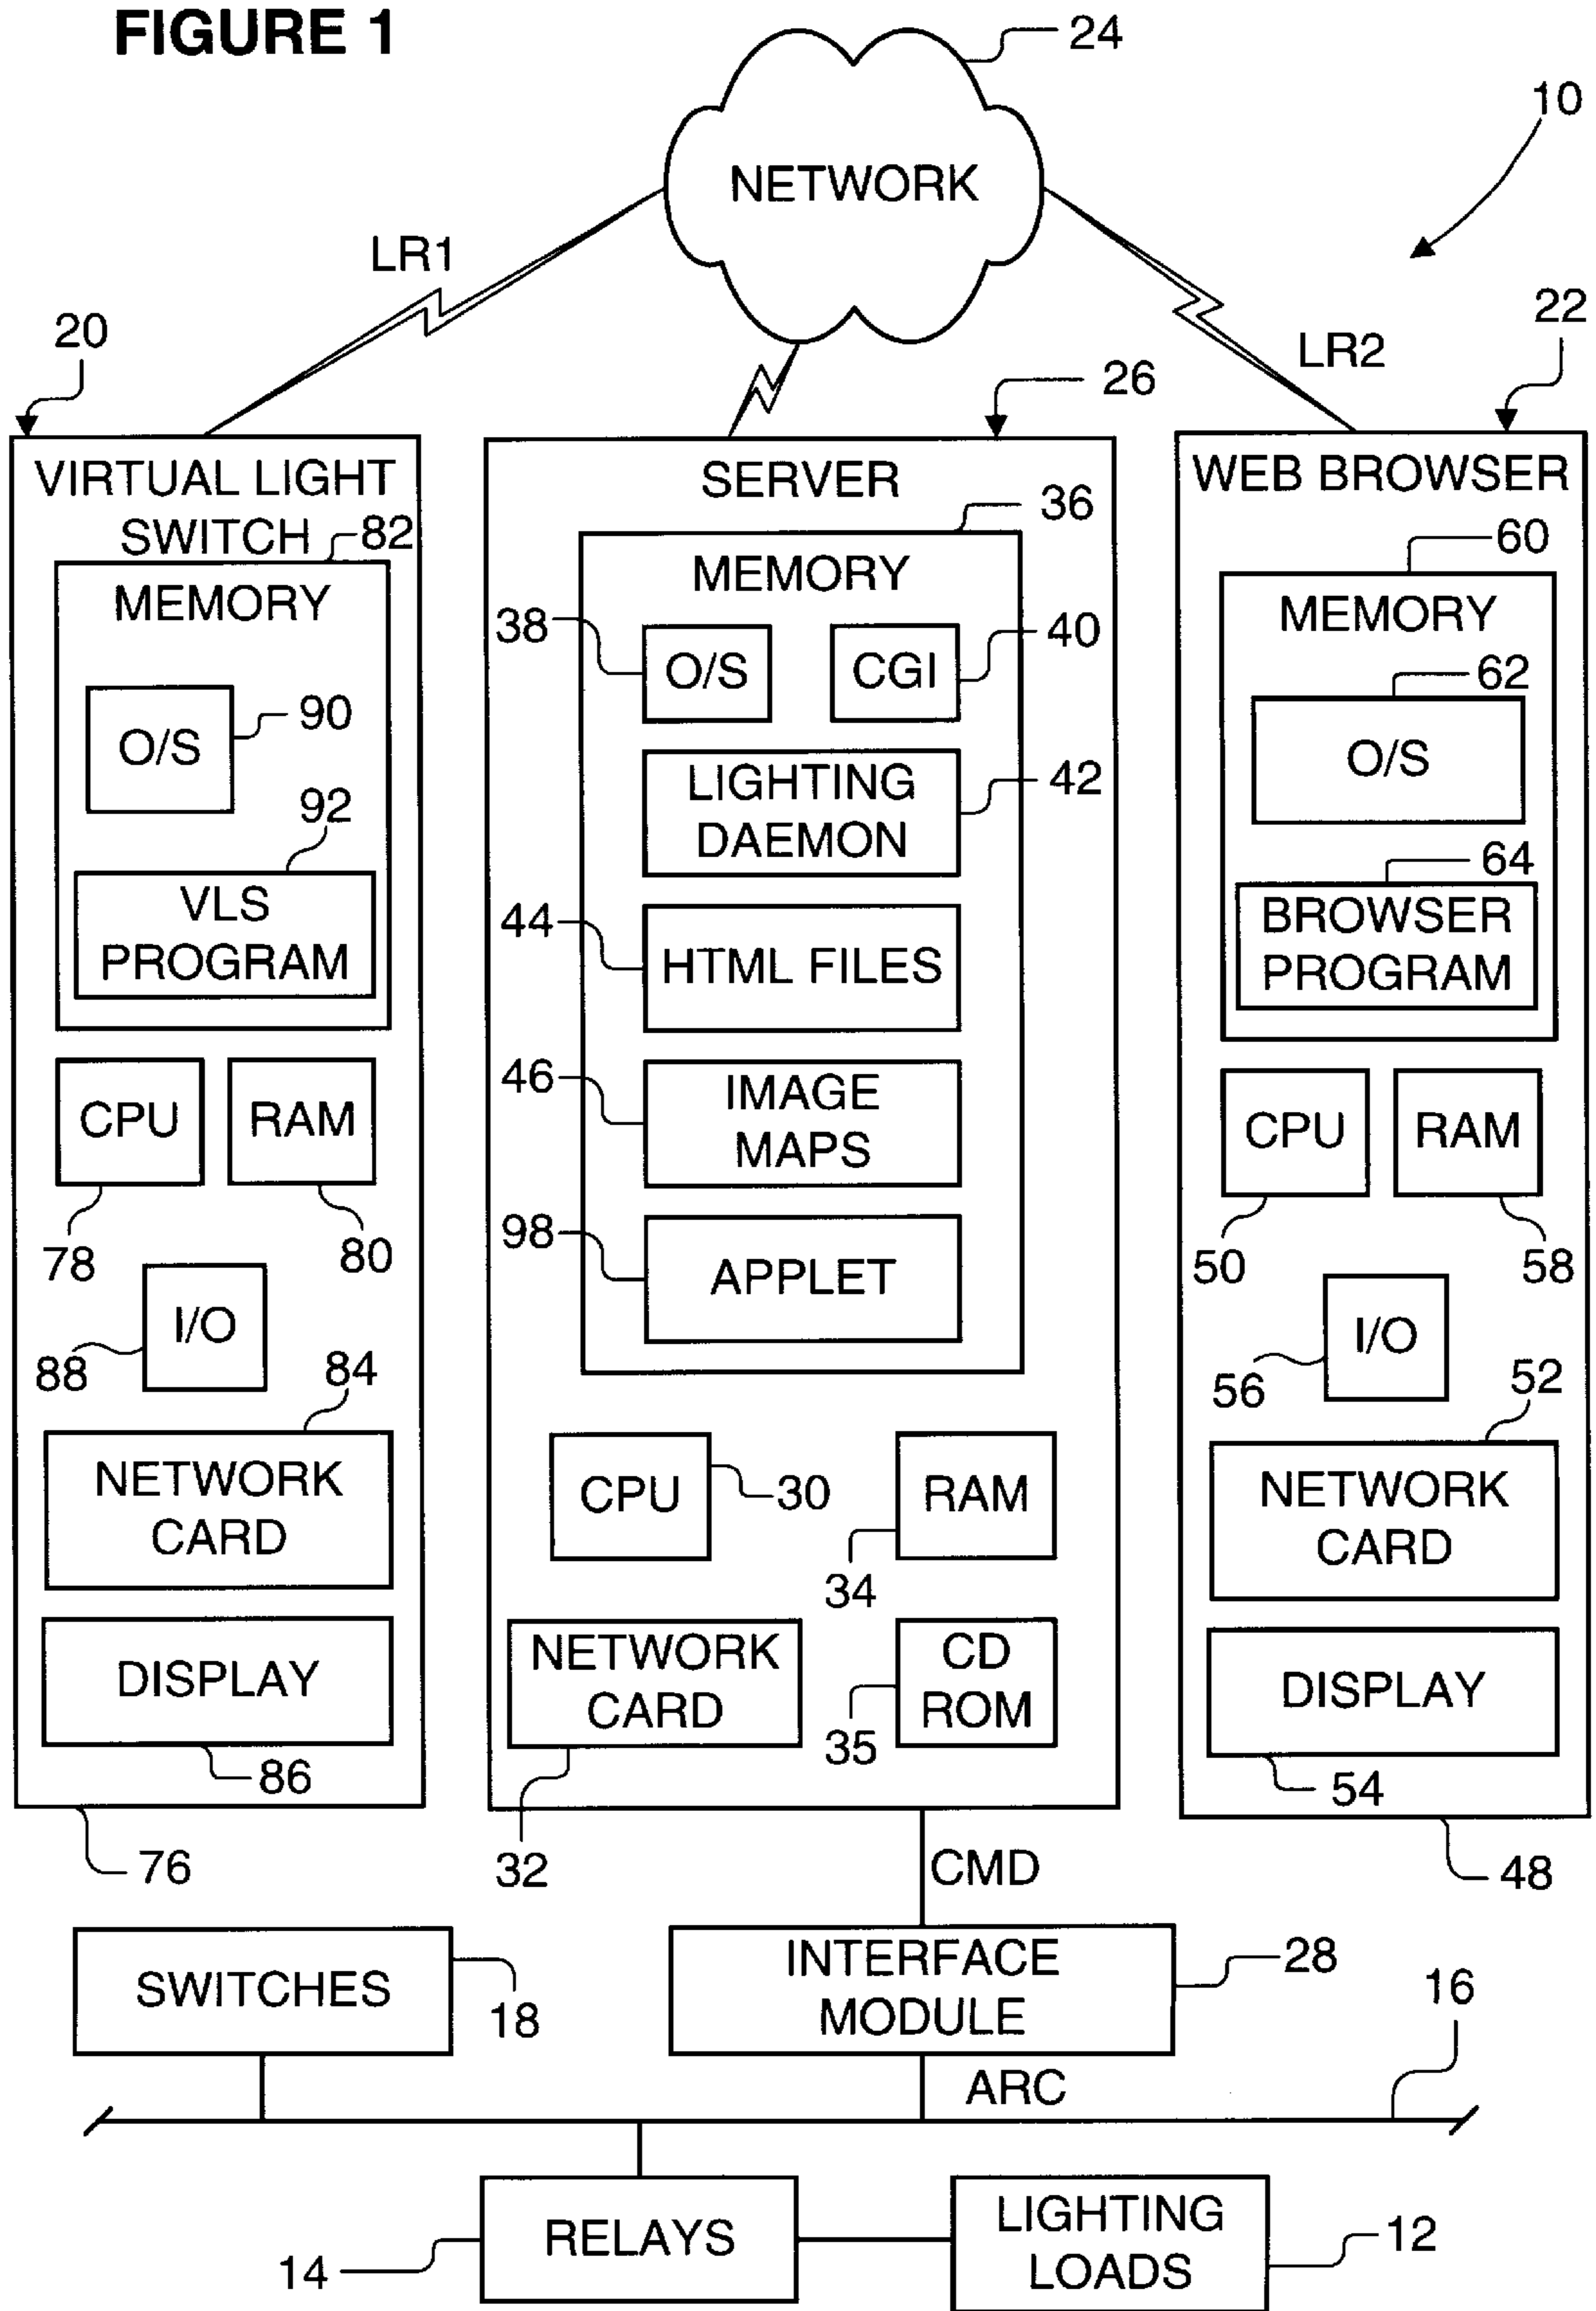 FIGURE 1
24
10
NETWORK
LR1
LR2
20
26
22
VIRTUAL LIGHT
SWITCH
82
MEMORY
O/S
90
92
VLS
PROGRAM
CPU
RAM
78
80
I/O
88
84
NETWORK
CARD
DISPLAY
86
76
SERVER
36
MEMORY
38
O/S
CGI
40
LIGHTING
DAEMON
42
44
HTML FILES
46
IMAGE
MAPS
98
APPLET
CPU
30
RAM
34
NETWORK
CARD
32
CD
ROM
35
WEB BROWSER
60
MEMORY
62
O/S
64
BROWSER
PROGRAM
CPU
RAM
50
58
I/O
56
52
NETWORK
CARD
DISPLAY
54
48
CMD
SWITCHES
18
INTERFACE
MODULE
28
16
ARC
RELAYS
14
LIGHTING
LOADS
12